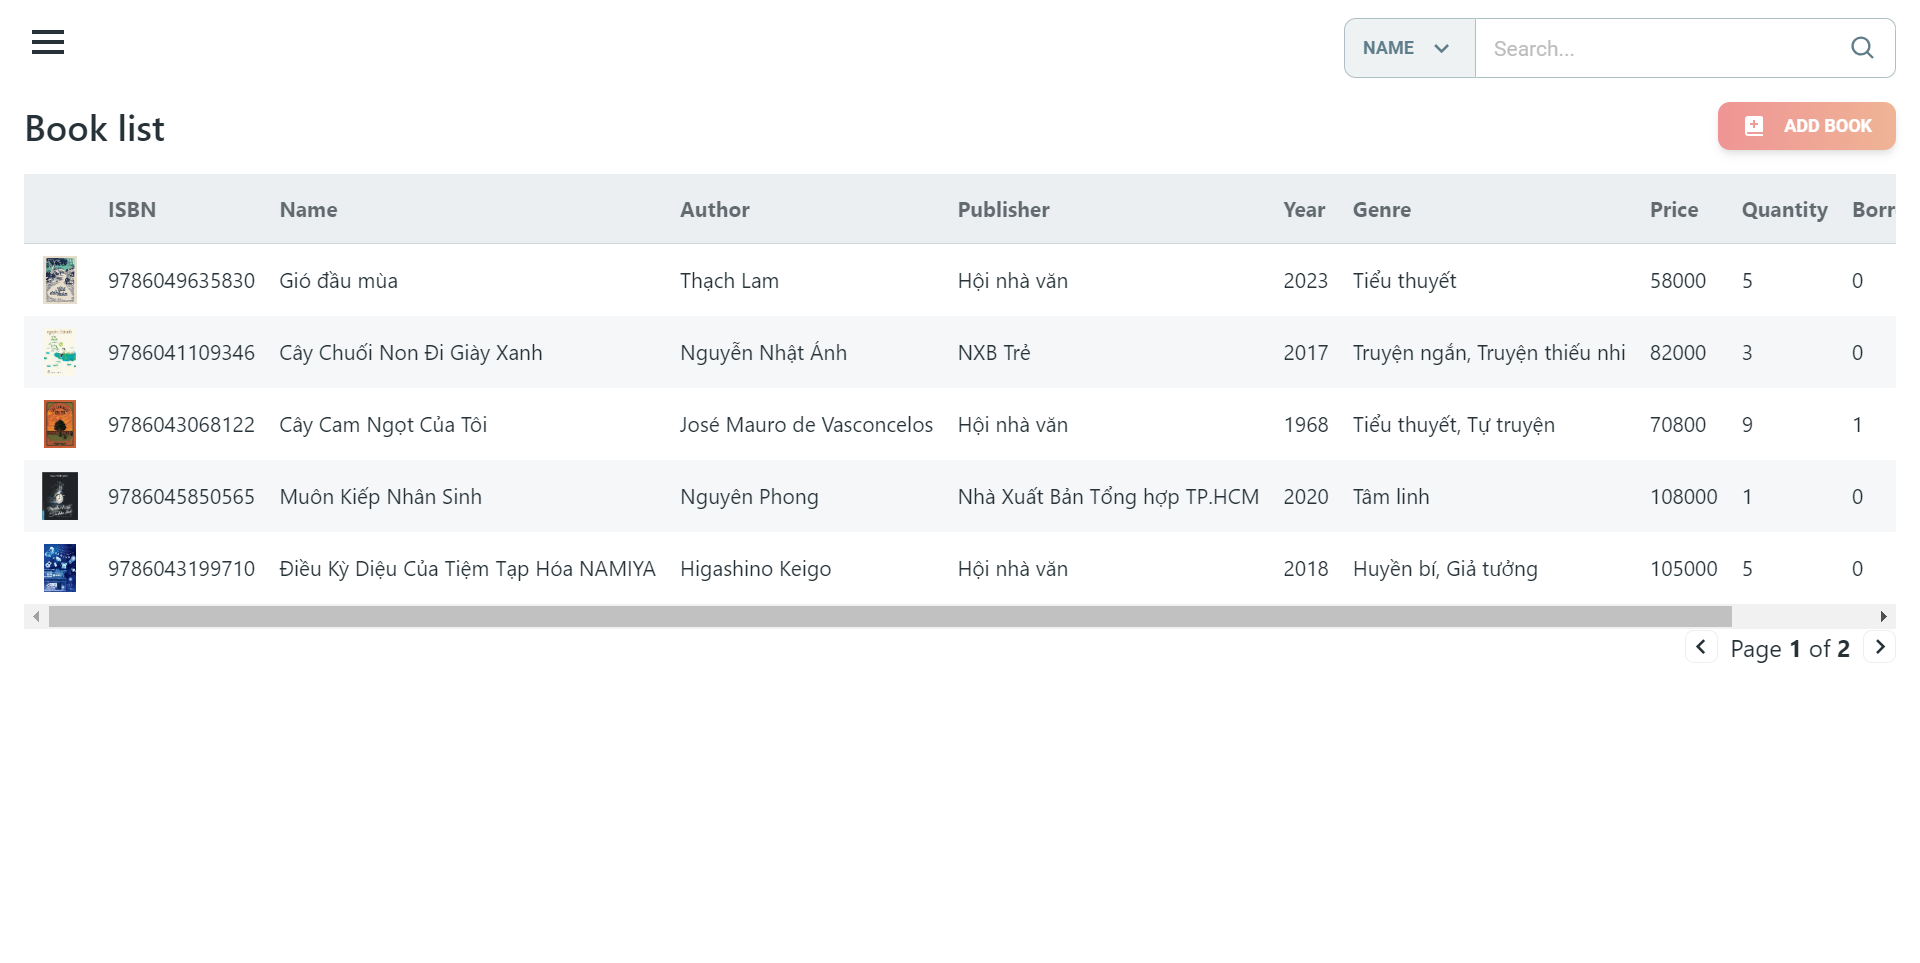 NAME Search...
Book list ADD BOOK
ISBN Name Author Publisher Year Genre Price Quantity Borr
9786049635830 Gió đầu mùa Thạch Lam Hội nhà văn 2023 Tiểu thuyết 58000 5 0
9786041109346 Cây Chuối Non Đi Giày Xanh Nguyễn Nhật Ánh NXB Trẻ 2017 Truyện ngắn, Truyện thiếu nhi 82000 3 0
9786043068122 Cây Cam Ngọt Của Tôi José Mauro de Vasconcelos Hội nhà văn 1968 Tiểu thuyết, Tự truyện 70800 9 1
9786045850565 Muôn Kiếp Nhân Sinh Nguyên Phong Nhà Xuất Bản Tổng hợp TP.HCM 2020 Tâm linh 108000 1 0
9786043199710 Điều Kỳ Diệu Của Tiệm Tạp Hóa NAMIYA Higashino Keigo Hội nhà văn 2018 Huyền bí, Giả tưởng 105000 5 0
Page 1 of 2